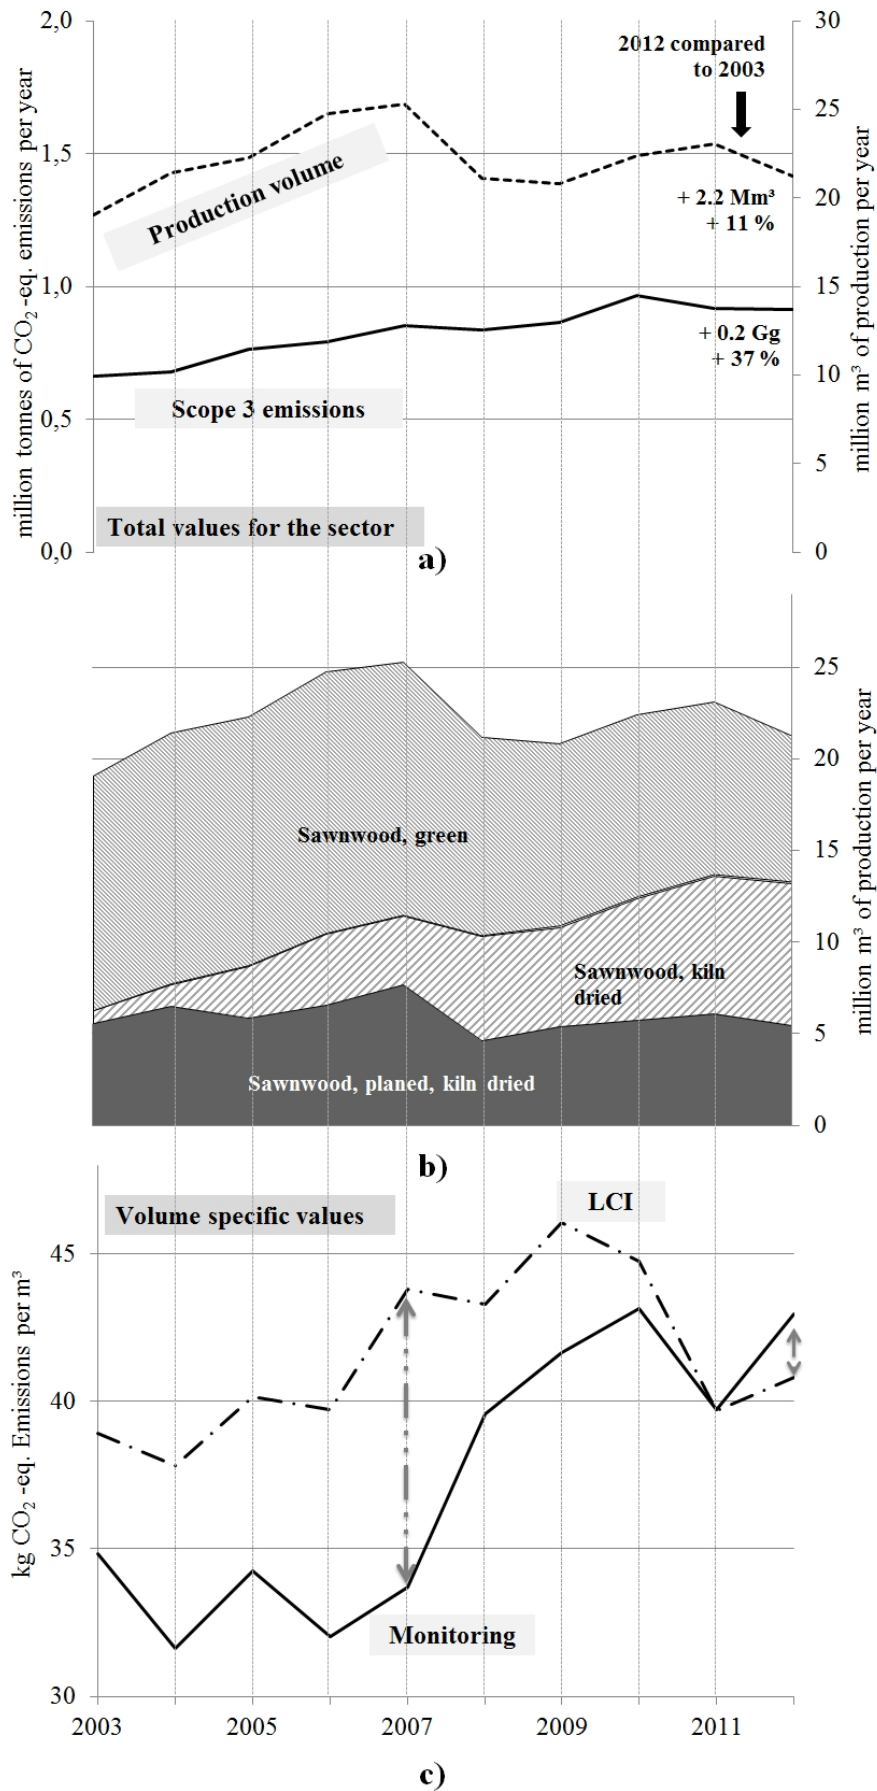 2,0
30
2012 compared
to 2003
25
1,5
Production volume
+ 2.2 Mm³
+ 11 %
20
1,0
15
+ 0.2 Gg
+ 37 %
10
Scope 3 emissions
0,5
5
Total values for the sector
0,0
0
million tonnes of CO₂ -eq. emissions per year
million m³ of production per year
a)
25
20
Sawnwood, green
15
10
Sawnwood, kiln
dried
5
Sawnwood, planed, kiln dried
0
million m³ of production per year
b)
LCI
Volume specific values
45
40
35
Monitoring
30
kg CO₂ -eq. Emissions per m³
2003
2005
2007
2009
2011
c)